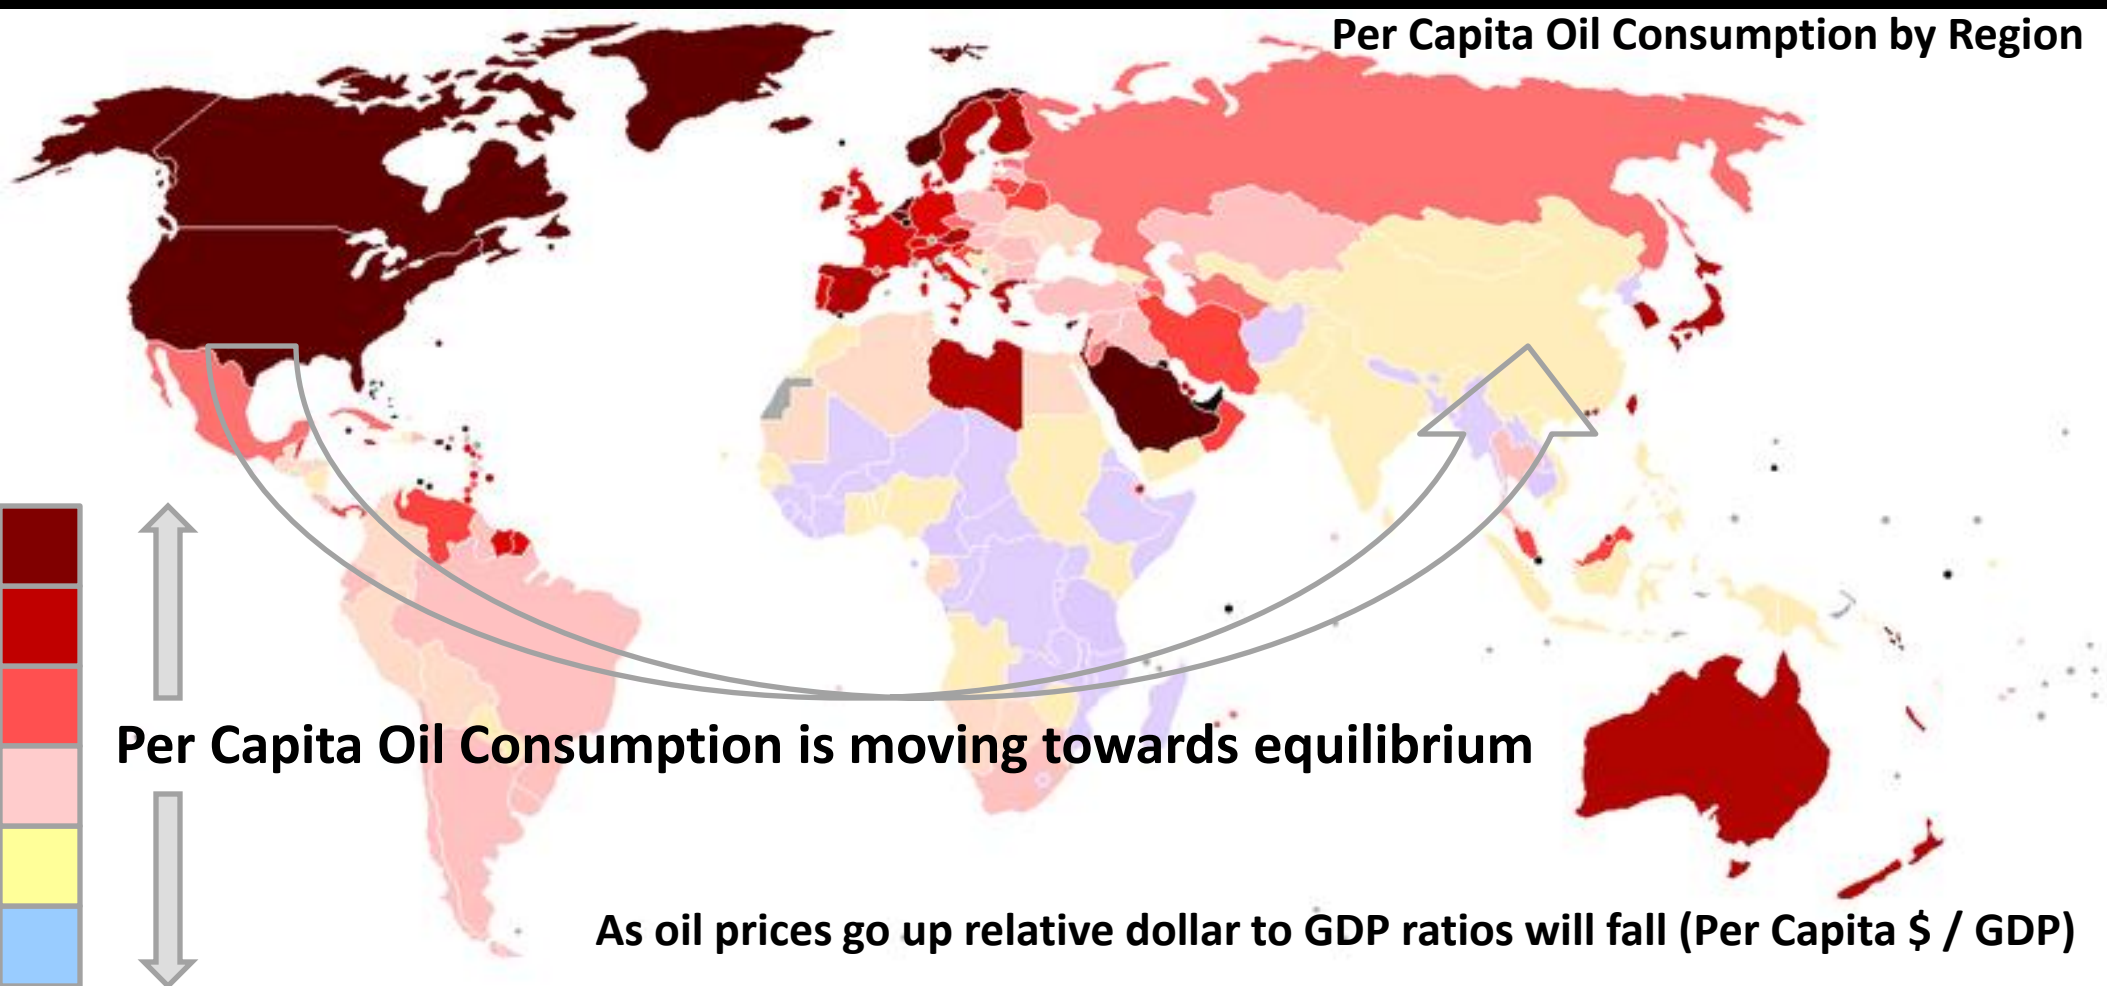 Per Capita Oil Consumption by Region
Per Capita Oil Consumption is moving towards equilibrium
As oil prices go up relative dollar to GDP ratios will fall (Per Capita $ / GDP)